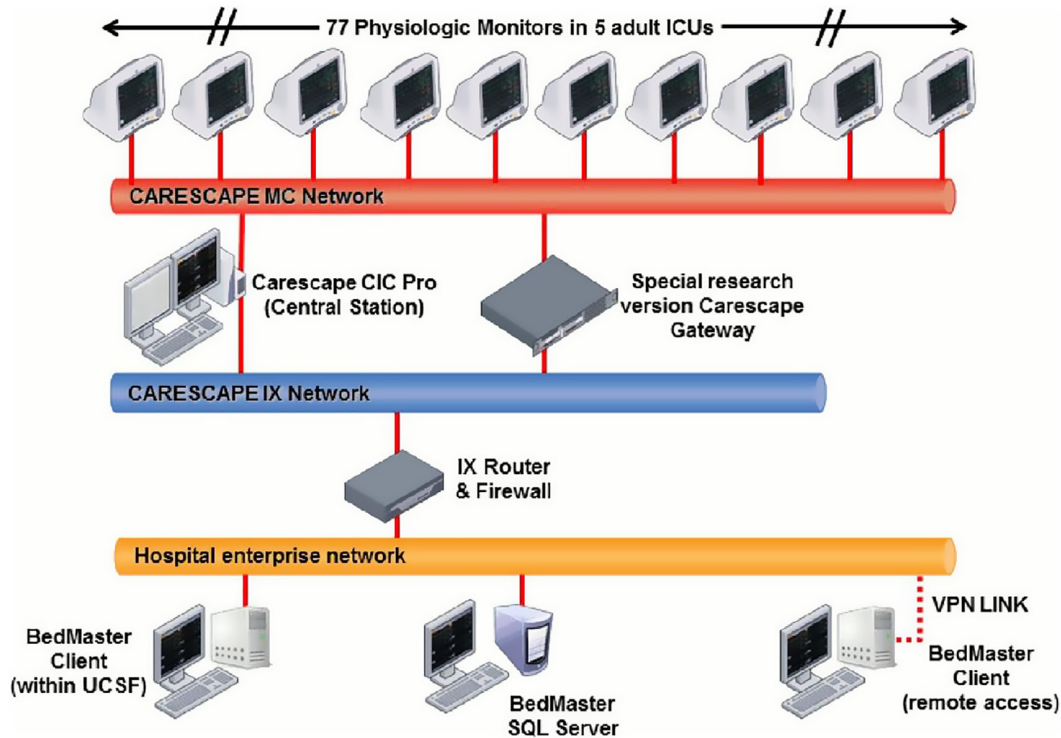 77 Physiologic Monitors in 5 adult ICUs
CARESCAPE MC Network
Carescape CIC Pro
(Central Station)
Special research
version Carescape
Gateway
CARESCAPE IX Network
IX Router
& Firewall
Hospital enterprise network
BedMaster
Client
(within UCSF)
BedMaster
SQL Server
VPN LINK
BedMaster
Client
(remote access)